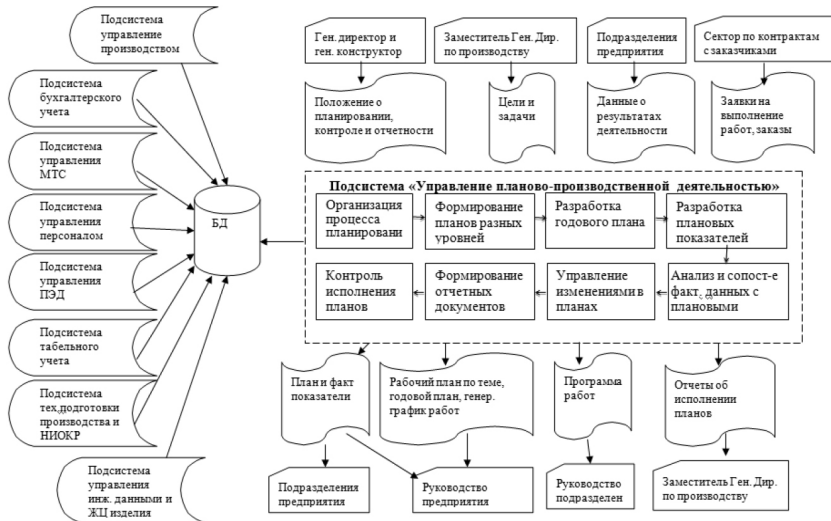 Подсистема
управление
производством
Подсистема
бухгалтерского
учета
Подсистема
управления
МТС
Подсистема
управления
персоналом
Подсистема
управления
ПЭД
Подсистема
табельного
учета
Подсистема
тех,подготовки
производства и
НИОКР
Подсистема
управления
инж. данными и
ЖЦ изделия
БД
Ген. директор и
ген. конструктор
Заместитель Ген. Дир.
по производству
Подразделения
предприятия
Сектор по контрактам
с заказчиками
Положение о
планировании,
контроле и отчетности
Цели и
задачи
Данные о
результатах
деятельности
Заявки на
выполнение
работ, заказы
Подсистема «Управление планово-производственной деятельностью»
Организация
процесса
планировани
Формирование
планов разных
уровней
Разработка
годового плана
Разработка
плановых
показателей
Контроль
исполнения
планов
Формирование
отчетных
документов
Управление
изменениями в
планах
Анализ и сопост-е
факт, данных с
плановыми
План и факт
показатели
Рабочий план по теме,
годовой план, генер.
график работ
Программа
работ
Отчеты об
исполнении
планов
Подразделения
предприятия
Руководство
предприятия
Руководство
подразделен
Заместитель Ген. Дир.
по производству